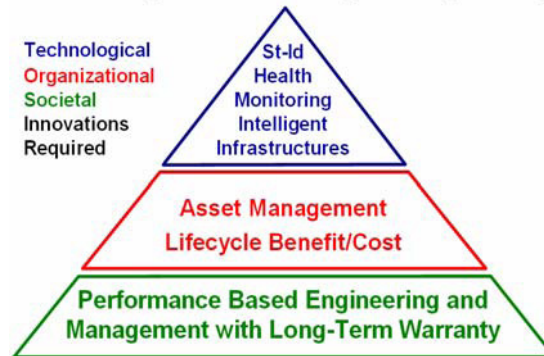 Technological
Organizational
Societal
Innovations
Required
St-Id
Health
Monitoring
Intelligent
Infrastructures
Asset Management
Lifecycle Benefit/Cost
Performance Based Engineering and
Management with Long-Term Warranty